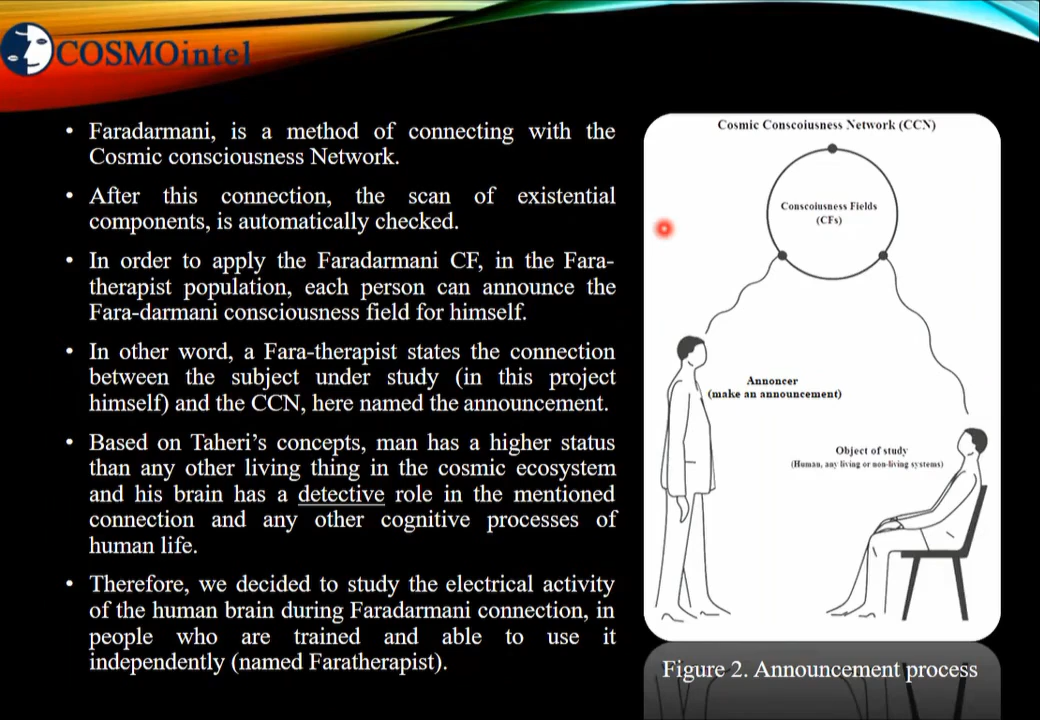 COSMOintel
• Faradarmani, is a method of connecting with the
Cosmic consciousness Network.
• After this connection, the scan of existential
components, is automatically checked.
• In order to apply the Faradarmani CF, in the Fara-
therapist population, each person can announce the
Fara-darmani consciousness field for himself.
• In other word, a Fara-therapist states the connection
between the subject under study (in this project
himself) and the CCN, here named the announcement.
• Based on Taheri's concepts, man has a higher status
than any other living thing in the cosmic ecosystem
and his brain has a detective role in the mentioned
connection and any other cognitive processes of
human life.
• Therefore, we decided to study the electrical activity
of the human brain during Faradarmani connection, in
people who are trained and able to use it
independently (named Faratherapist).
Cosmic Conscoiusness Network (CCN)
Conscoiusness Fields
(CFs)
Annoncer
(make an announcement)
Object of study
(Human, any living or non-living systems)
Figure 2. Announcement process